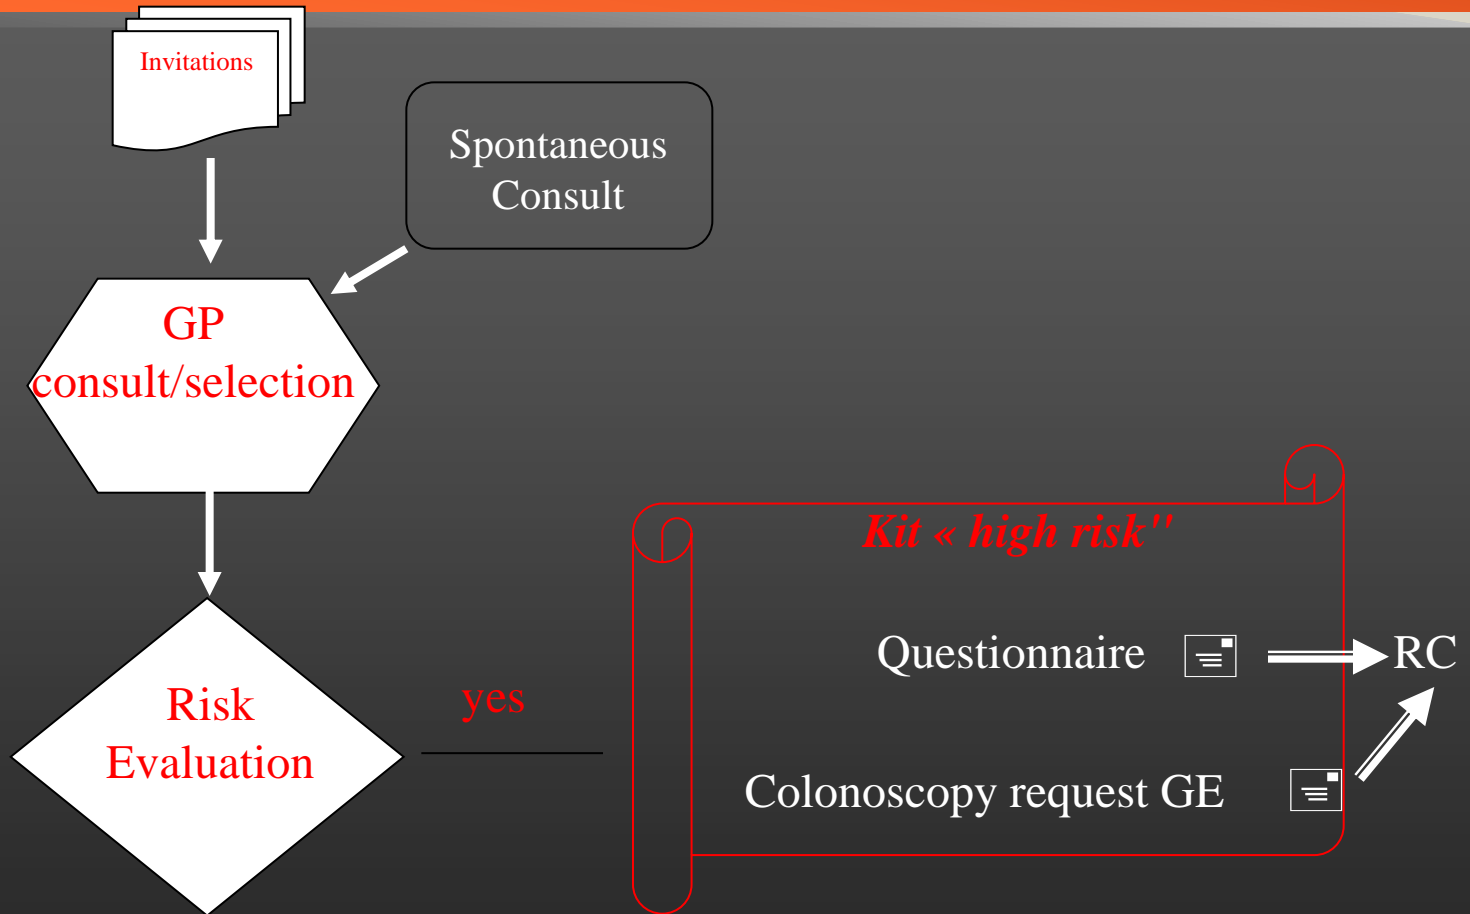 Invitations
Spontaneous
Consult
GP
consult/selection
Kit « high risk"
Questionnaire
RC
yes
Risk
Evaluation
Colonoscopy request GE